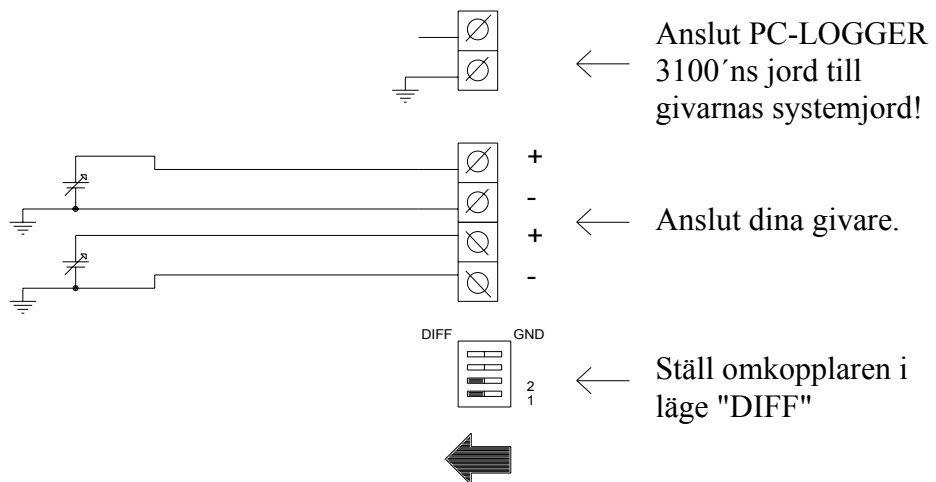 Anslut PC-LOGGER
3100´ns jord till
givarnas systemjord!
+
-
+
-
Anslut dina givare.
DIFF GND
2
1
Ställ omkopplaren i
läge "DIFF"